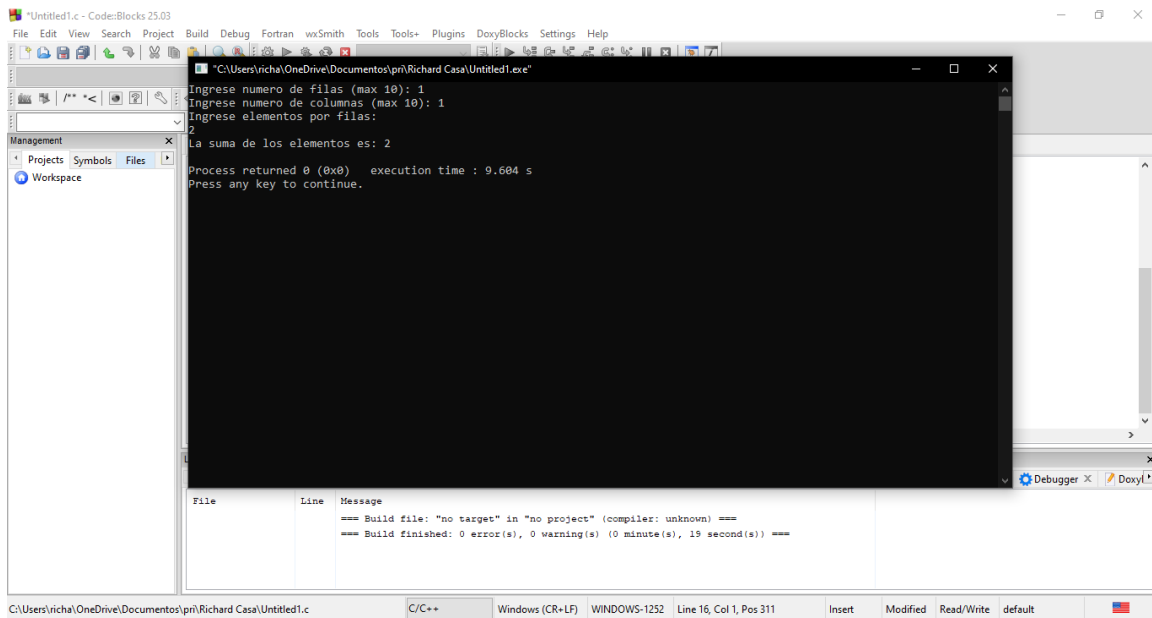 *Untitled1.c - Code::Blocks 25.03
File Edit View Search Project Build Debug Fortran wxSmith Tools Tools+ Plugins DoxyBlocks Settings Help
"C:\Users\richa\OneDrive\Documentos\pri\Richard Casa\Untitled1.exe"
Ingrese numero de filas (max 10): 1
Ingrese numero de columnas (max 10): 1
Ingrese elementos por filas:
2
La suma de los elementos es: 2
Process returned 0 (0x0)   execution time : 9.604 s
Press any key to continue.
/** *<
Management
Projects Symbols Files
Workspace
Debugger
File Line Message
=== Build file: "no target" in "no project" (compiler: unknown) ===
=== Build finished: 0 error(s), 0 warning(s) (0 minute(s), 19 second(s)) ===
C:\Users\richa\OneDrive\Documentos\pri\Richard Casa\Untitled1.c C/C++ Windows (CR+LF) WINDOWS-1252 Line 16, Col 1, Pos 311 Insert Modified Read/Write default